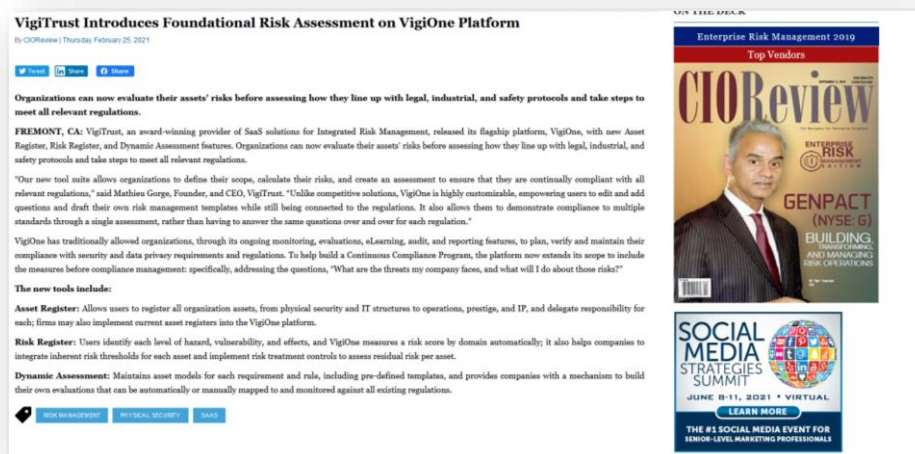 VigiTrust Introduces Foundational Risk Assessment on VigiOne Platform
By CIOReview | Thursday, February 25, 2021
Tweet Share Share
Organizations can now evaluate their assets' risks before assessing how they line up with legal, industrial, and safety protocols and take steps to
meet all relevant regulations.
FREMONT, CA: VigiTrust, an award-winning provider of SaaS solutions for Integrated Risk Management, released its flagship platform, VigiOne, with new Asset
Register, Risk Register, and Dynamic Assessment features. Organizations can now evaluate their assets' risks before assessing how they line up with legal, industrial, and
safety protocols and take steps to meet all relevant regulations.
"Our new tool suite allows organizations to define their scope, calculate their risks, and create an assessment to ensure that they are continually compliant with all
relevant regulations," said Mathieu Gorge, Founder, and CEO, VigiTrust. "Unlike competitive solutions, VigiOne is highly customizable, empowering users to edit and add
questions and draft their own risk management templates while still being connected to the regulations. It also allows them to demonstrate compliance to multiple
standards through a single assessment, rather than having to answer the same questions over and over for each regulation."
VigiOne has traditionally allowed organizations, through its ongoing monitoring, evaluations, eLearning, audit, and reporting features, to plan, verify and maintain their
compliance with security and data privacy requirements and regulations. To help build a Continuous Compliance Program, the platform now extends its scope to include
the measures before compliance management: specifically, addressing the questions, "What are the threats my company faces, and what will I do about those risks?"
The new tools include:
Asset Register: Allows users to register all organization assets, from physical security and IT structures to operations, prestige, and IP, and delegate responsibility for
each; firms may also implement current asset registers into the VigiOne platform.
Risk Register: Users identify each level of hazard, vulnerability, and effects, and VigiOne measures a risk score by domain automatically; it also helps companies to
integrate inherent risk thresholds for each asset and implement risk treatment controls to assess residual risk per asset.
Dynamic Assessment: Maintains asset models for each requirement and rule, including pre-defined templates, and provides companies with a mechanism to build
their own evaluations that can be automatically or manually mapped to and monitored against all existing regulations.
RISK MANAGEMENT PHYSICAL SECURITY SAAS
ON THE DECK
Enterprise Risk Management 2019
Top Vendors
CIOReview
ENTERPRISE
RISK
MANAGEMENT
EDITION
GENPACT
(NYSE: G)
BUILDING,
TRANSFORMING,
AND MANAGING
RISK OPERATIONS
SOCIAL
MEDIA
STRATEGIES
SUMMIT
JUNE 8-11, 2021 • VIRTUAL
LEARN MORE
THE #1 SOCIAL MEDIA EVENT FOR
SENIOR-LEVEL MARKETING PROFESSIONALS